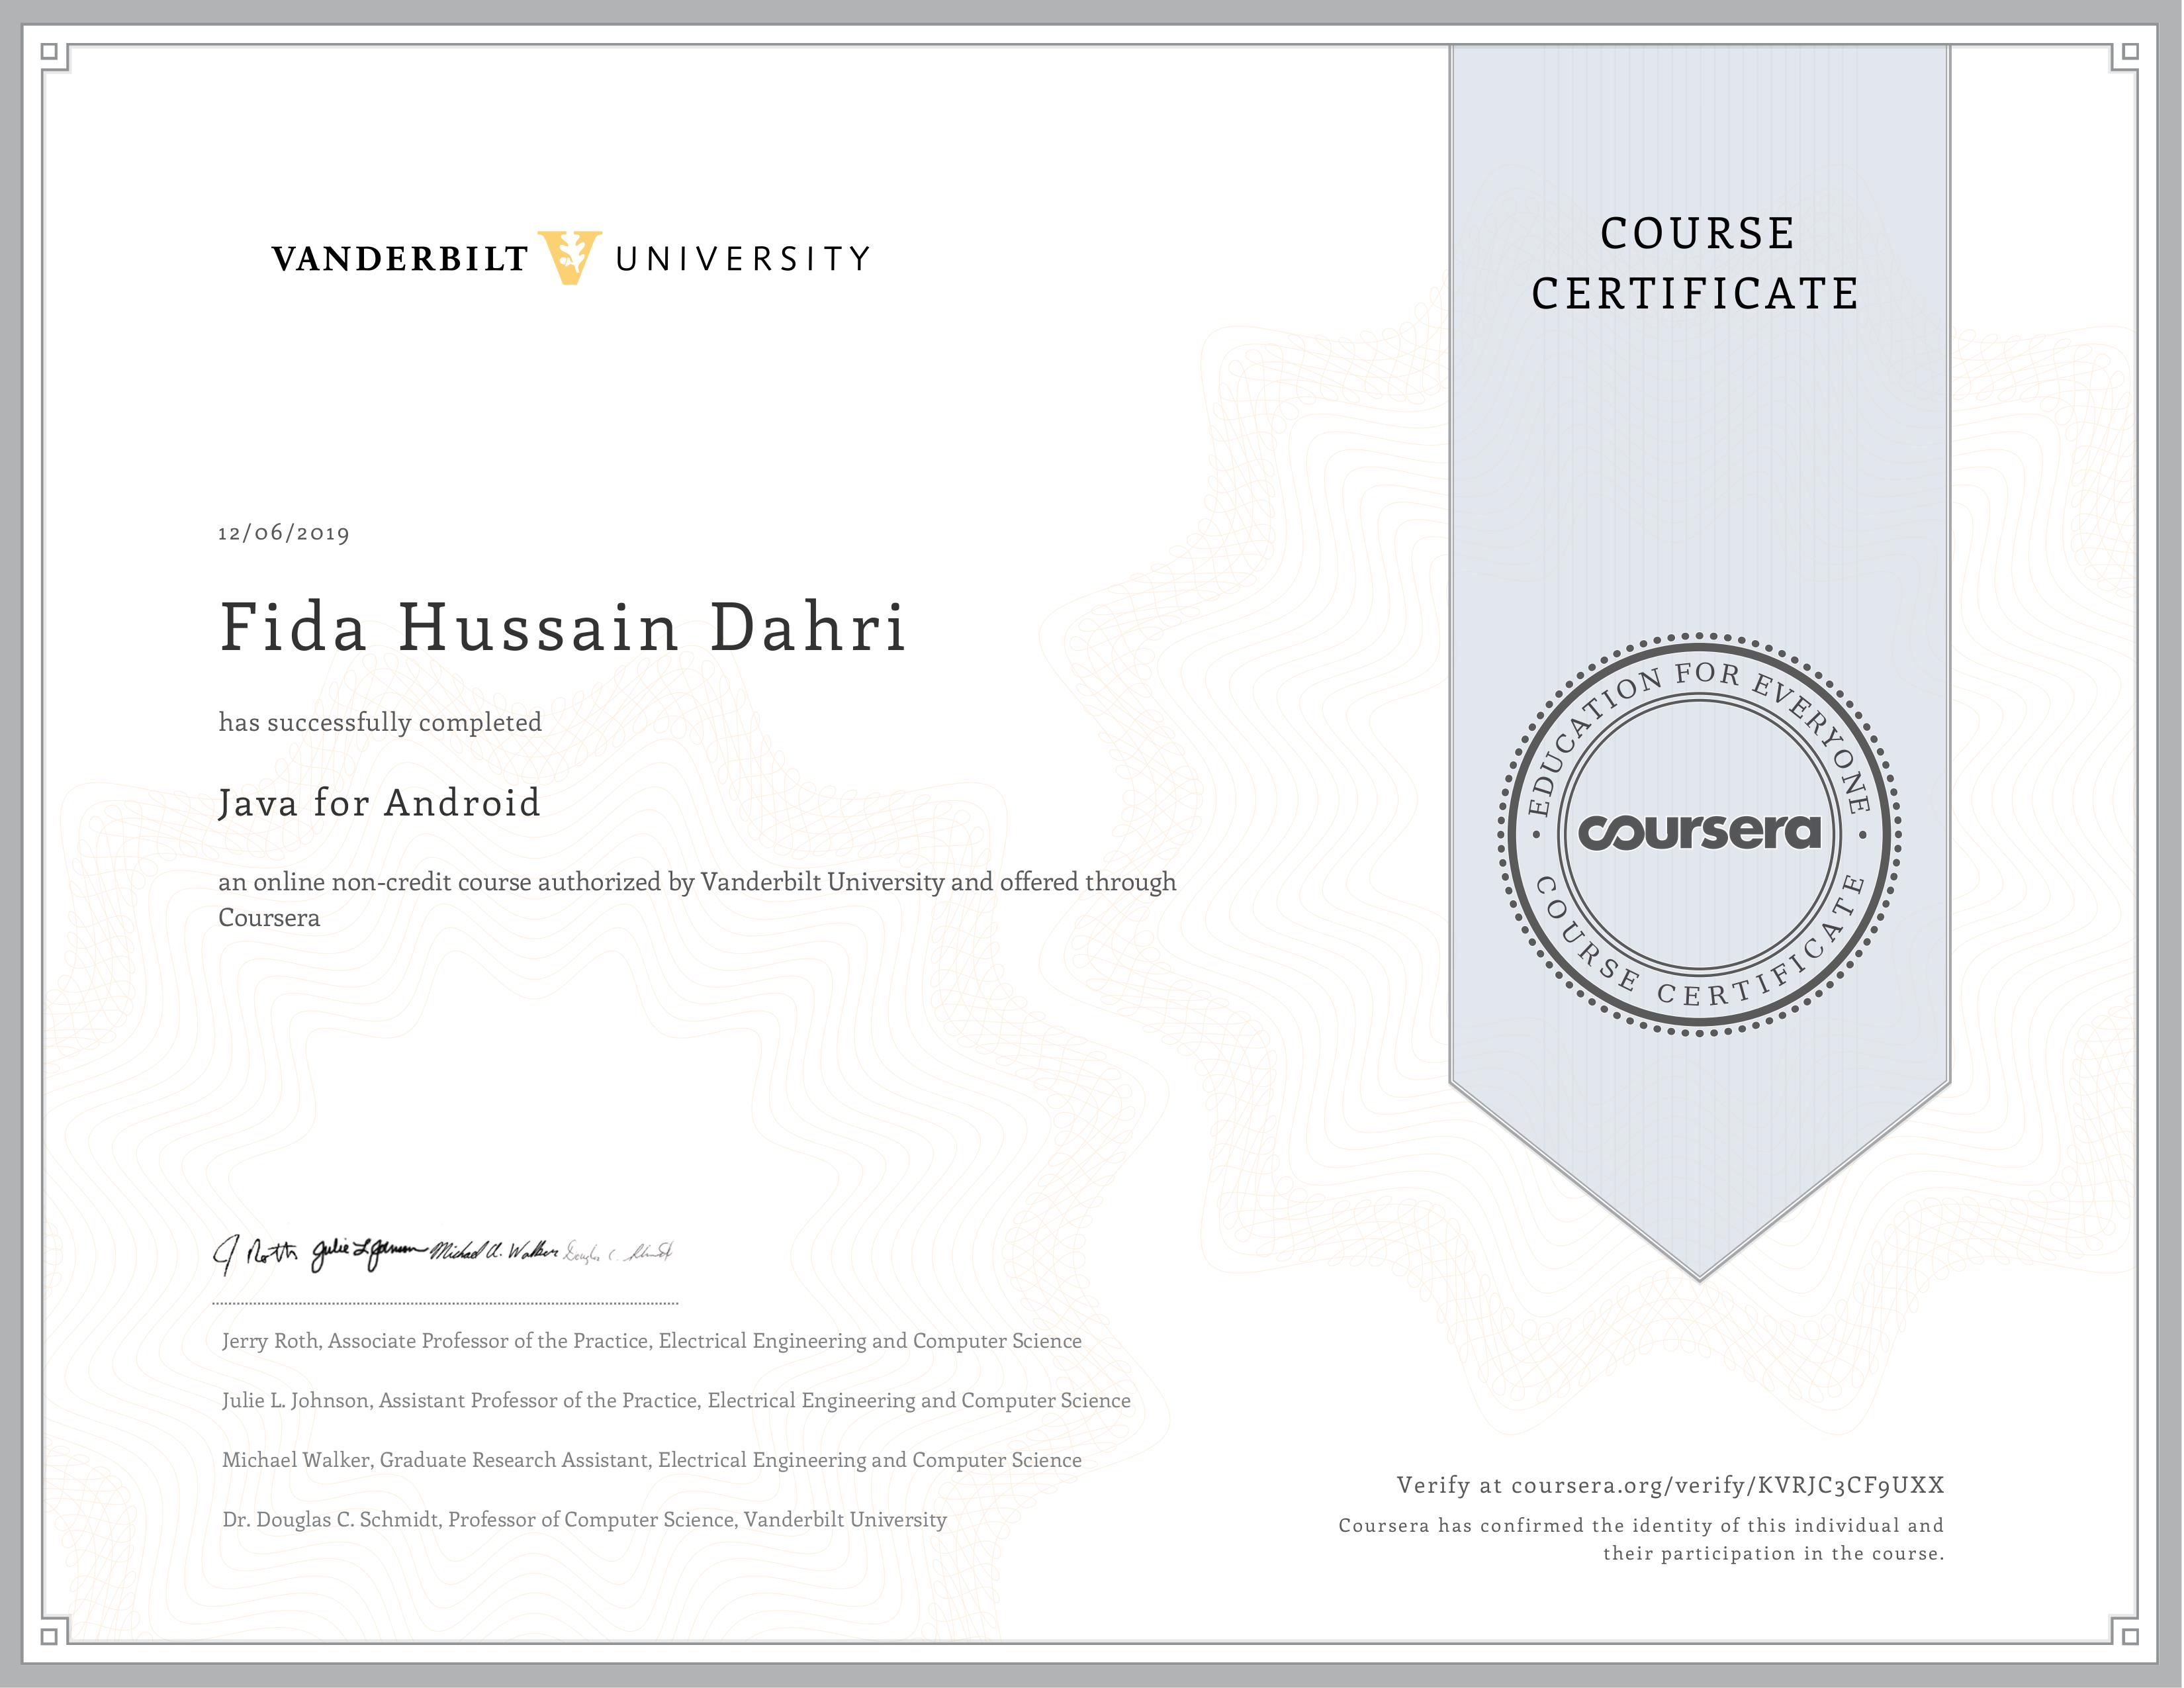 VANDERBILT V UNIVERSITY
COURSE
CERTIFICATE
12/06/2019
Fida Hussain Dahri
has successfully completed
Java for Android
an online non-credit course authorized by Vanderbilt University and offered through
Coursera
EDUCATION FOR EVERYONE
coursera
COURSE CERTIFICATE
J Roth Julie L Johnson Michael A. Walker Douglas C. Schmidt
Jerry Roth, Associate Professor of the Practice, Electrical Engineering and Computer Science
Julie L. Johnson, Assistant Professor of the Practice, Electrical Engineering and Computer Science
Michael Walker, Graduate Research Assistant, Electrical Engineering and Computer Science
Dr. Douglas C. Schmidt, Professor of Computer Science, Vanderbilt University
Verify at coursera.org/verify/KVRJC3CF9UXX
Coursera has confirmed the identity of this individual and
their participation in the course.